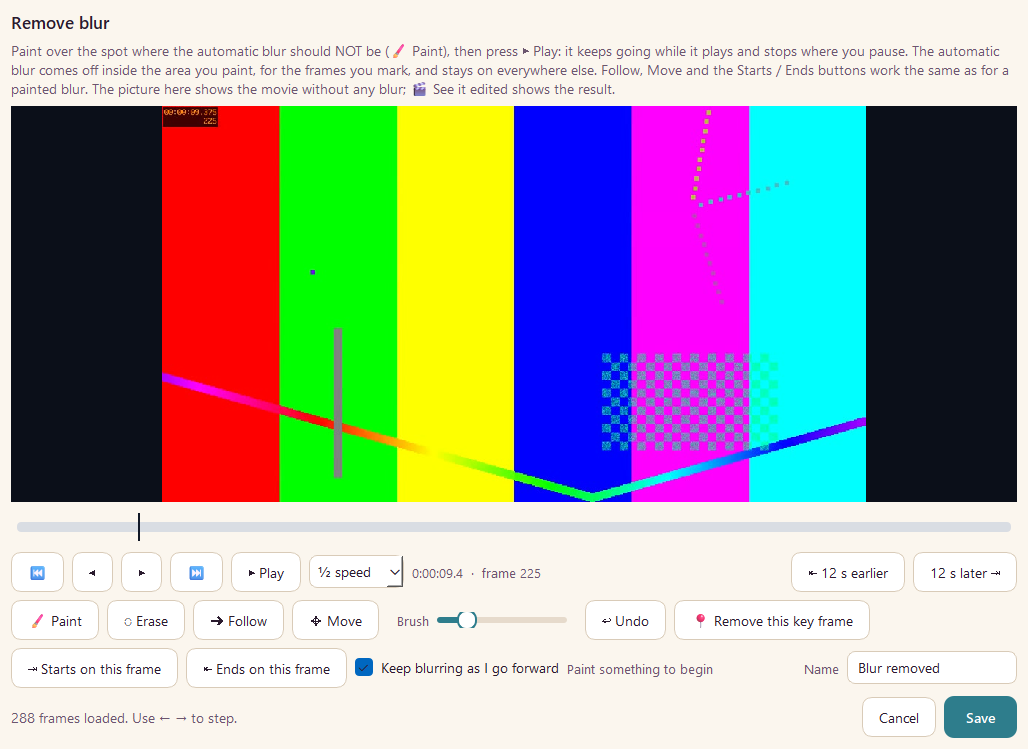 Remove blur
Paint over the spot where the automatic blur should NOT be (🖌 Paint), then press ▶ Play: it keeps going while it plays and stops where you pause. The automatic
blur comes off inside the area you paint, for the frames you mark, and stays on everywhere else. Follow, Move and the Starts / Ends buttons work the same as for a
painted blur. The picture here shows the movie without any blur; 🎬 See it edited shows the result.
00:00:09.375
225
▶ Play
½ speed
0:00:09.4 · frame 225
⇤ 12 s earlier
12 s later ⇥
🖌 Paint
○ Erase
➔ Follow
✥ Move
Brush
↩ Undo
📍 Remove this key frame
⇥ Starts on this frame
⇤ Ends on this frame
Keep blurring as I go forward
Paint something to begin
Name
Blur removed
288 frames loaded. Use ← → to step.
Cancel
Save